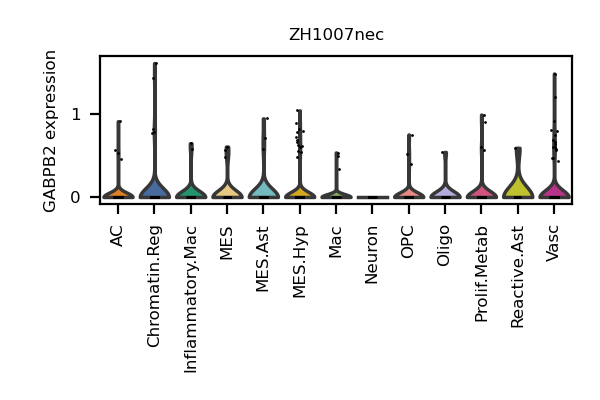 ZH1007nec
GABPB2 expression
1
0
AC
Chromatin.Reg
Inflammatory.Mac
MES
MES.Ast
MES.Hyp
Mac
Neuron
OPC
Oligo
Prolif.Metab
Reactive.Ast
Vasc